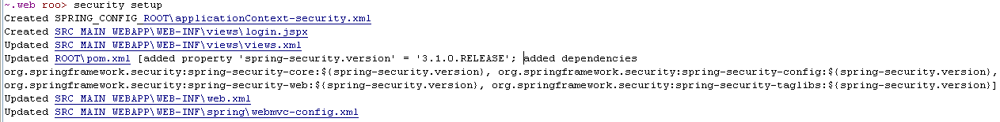 ~.web roo> security setup
Created SPRING_CONFIG_ROOT\applicationContext-security.xml
Created SRC_MAIN_WEBAPP\WEB-INF\views\login.jspx
Updated SRC_MAIN_WEBAPP\WEB-INF\views\views.xml
Updated ROOT\pom.xml [added property 'spring-security.version' = '3.1.0.RELEASE'; added dependencies
org.springframework.security:spring-security-core:${spring-security.version}, org.springframework.security:spring-security-config:${spring-security.version},
org.springframework.security:spring-security-web:${spring-security.version}, org.springframework.security:spring-security-taglibs:${spring-security.version}]
Updated SRC_MAIN_WEBAPP\WEB-INF\web.xml
Updated SRC_MAIN_WEBAPP\WEB-INF\spring\webmvc-config.xml